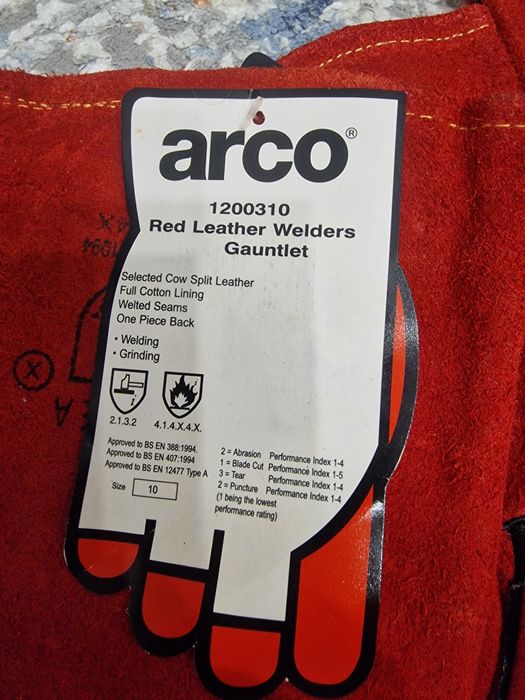 arco®
1200310
Red Leather Welders
Gauntlet
Selected Cow Split Leather
Full Cotton Lining
Welted Seams
One Piece Back
• Welding
• Grinding
i
2.1.3.2
4.1.4.X.4.X.
Approved to BS EN 388:1994.
Approved to BS EN 407:1994
Approved to BS EN 12477 Type A
Size 10
2 = Abrasion Performance Index 1-4
1 = Blade Cut Performance Index 1-5
3 = Tear Performance Index 1-4
2 = Puncture Performance Index 1-4
(1 being the lowest
performance rating)
4X
1994
X
A